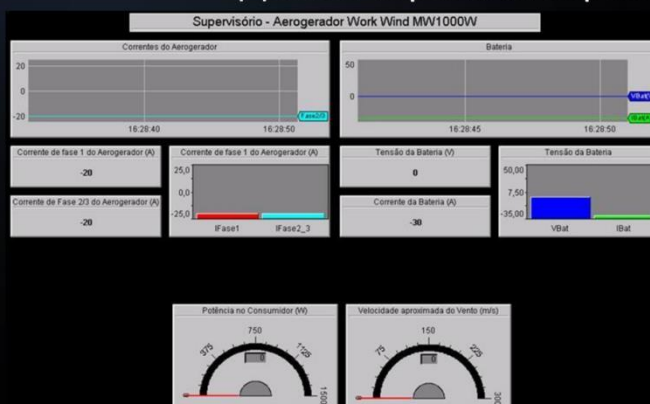 Supervisório - Aerogerador Work Wind MW1000W
Correntes do Aerogerador
20
0
-20
Fase2/3
16:28:40
16:28:50
Bateria
50
0
16:28:45
16:28:50
Corrente de fase 1 do Aerogerador (A)
-20
Corrente de Fase 2/3 do Aerogerador (A)
-20
Corrente de fase 1 do Aerogerador (A)
25,0
0,0
-25,0
IFase1
IFase2_3
Tensão da Bateria (V)
0
Corrente da Bateria (A)
-30
Tensão da Bateria
50,00
7,50
-35,00
VBat
IBat
Potência no Consumidor (W)
0
375
750
1125
1500
0
Velocidade aproximada do Vento (m/s)
0
75
150
225
300
0